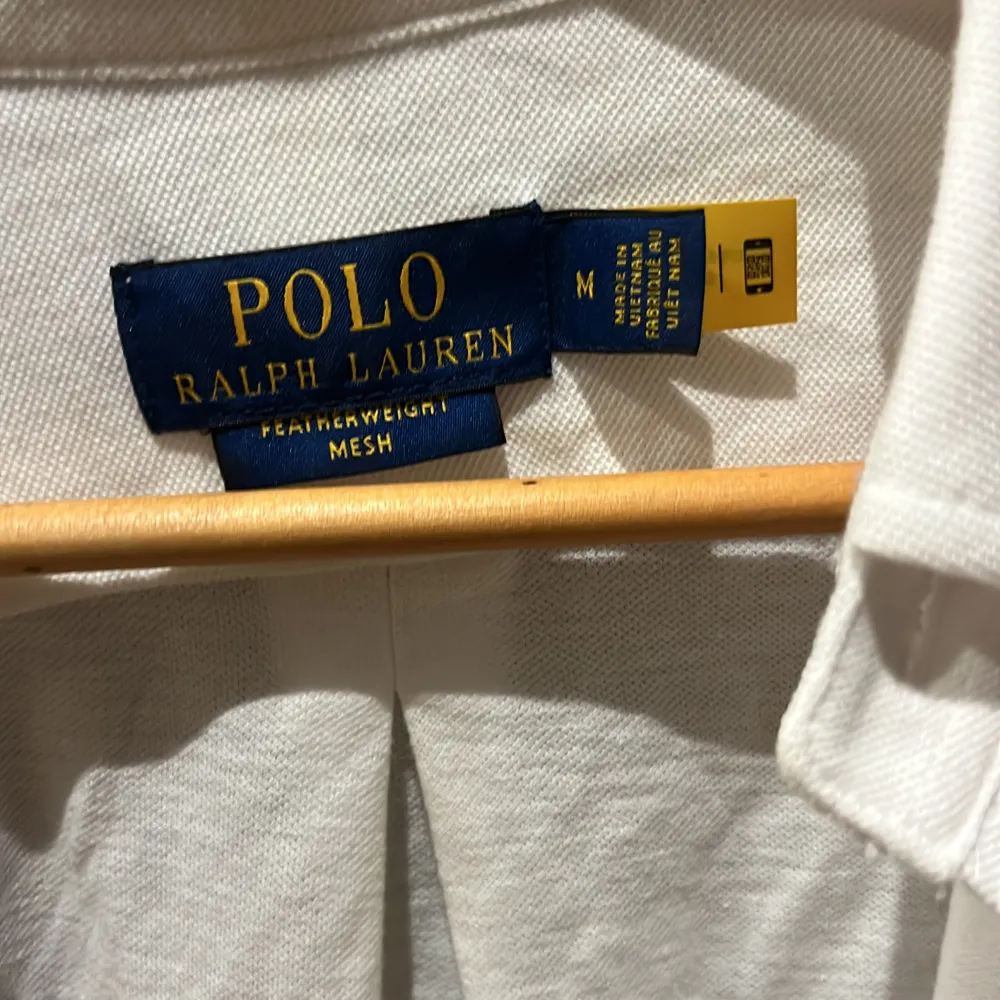 POLO
RALPH LAUREN
FEATHERWEIGHT
MESH
M
MADE IN
VIETNAM
FABRIQUÉ AU
VIÊT NAM